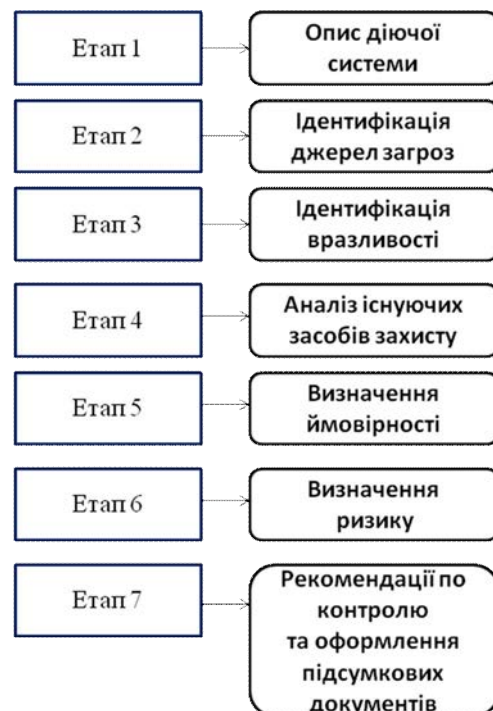 Етап 1
Опис діючої
системи
Етап 2
Ідентифікація
джерел загроз
Етап 3
Ідентифікація
вразливості
Етап 4
Аналіз існуючих
засобів захисту
Етап 5
Визначення
ймовірності
Етап 6
Визначення
ризику
Етап 7
Рекомендації по
контролю
та оформлення
підсумкових
документів